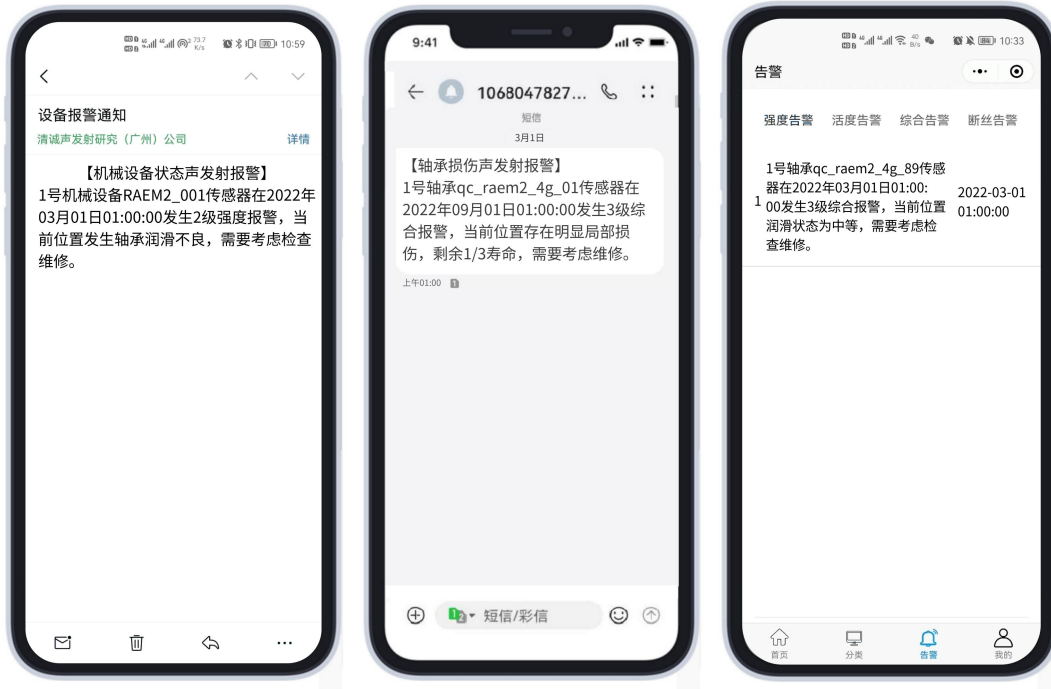 10:59
设备报警通知
清诚声发射研究（广州）公司 详情
【机械设备状态声发射报警】
1号机械设备RAEM2_001传感器在2022年
03月01日01:00:00发生2级强度报警，当
前位置发生轴承润滑不良，需要考虑检查
维修。
9:41
1068047827...
短信
3月1日
【轴承损伤声发射报警】
1号轴承qc_raem2_4g_01传感器在
2022年09月01日01:00:00发生3级综
合报警，当前位置存在明显局部损
伤，剩余1/3寿命，需要考虑维修。
上午01:00 1
短信/彩信
10:33
告警
强度告警 活度告警 综合告警 断丝告警
1号轴承qc_raem2_4g_89传感
器在2022年03月01日01:00:
1 00发生3级综合报警，当前位置
润滑状态为中等，需要考虑检
查维修。
2022-03-01
01:00:00
首页 分类 告警 我的